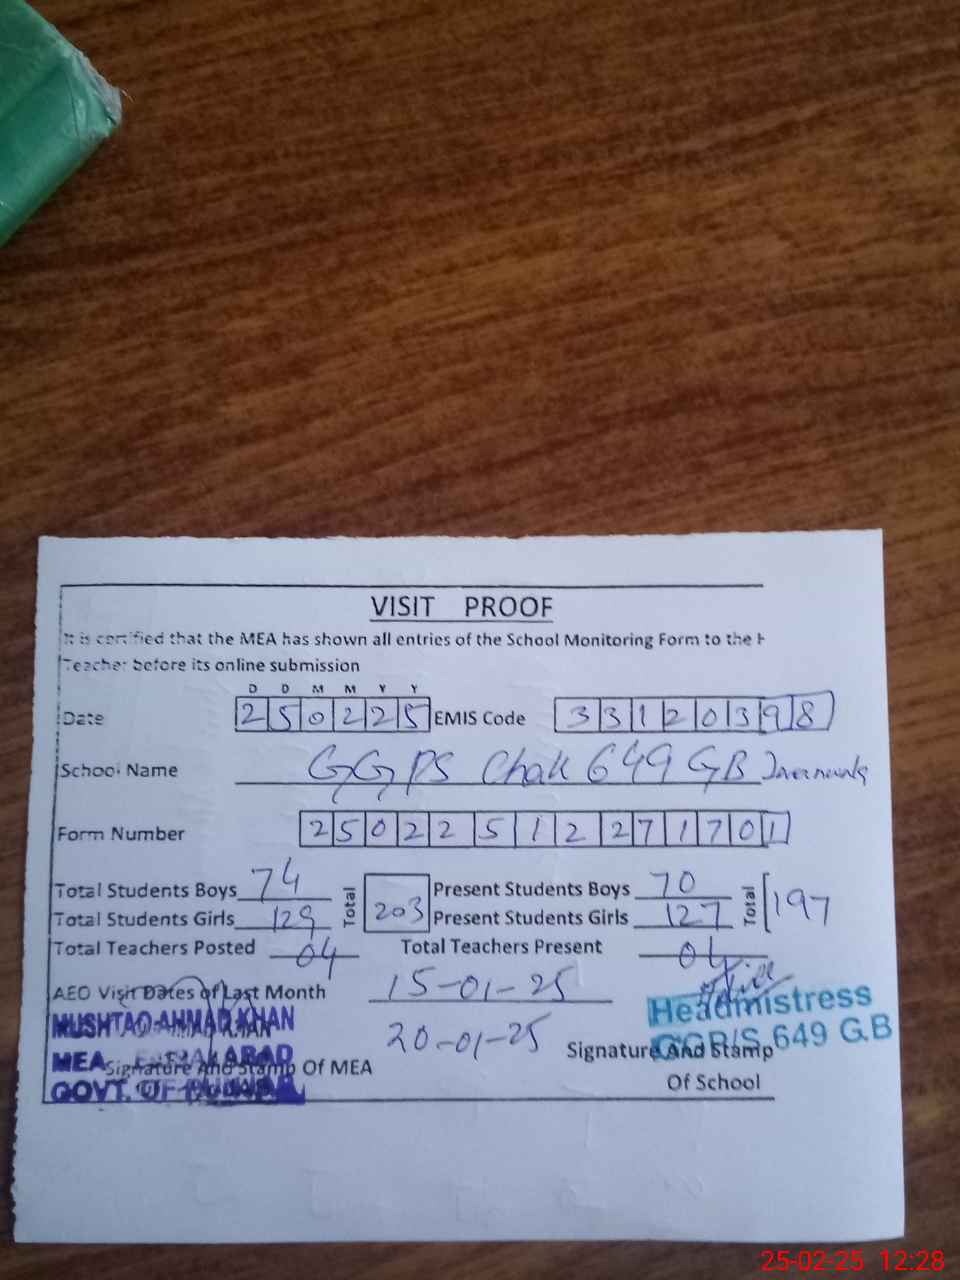 VISIT PROOF
It is certified that the MEA has shown all entries of the School Monitoring Form to the H
Teacher before its online submission
D D M M Y Y
Date 250225 EMIS Code 33120398
School Name GGPS Chak 649 GB
Form Number 25022512271701
Total Students Boys 74 Total 203 Present Students Boys 70 Total 197
Total Students Girls 129 Present Students Girls 127
Total Teachers Posted 04 Total Teachers Present 04
AEO Visit Dates of Last Month 15-01-25
20-01-25
MUSHTAQ AHMAD KHAN
MEA
GOVT. OF
Signature And Stamp Of MEA
Headmistress
649 G.B
Signature And Stamp
Of School
25-02-25 12:28